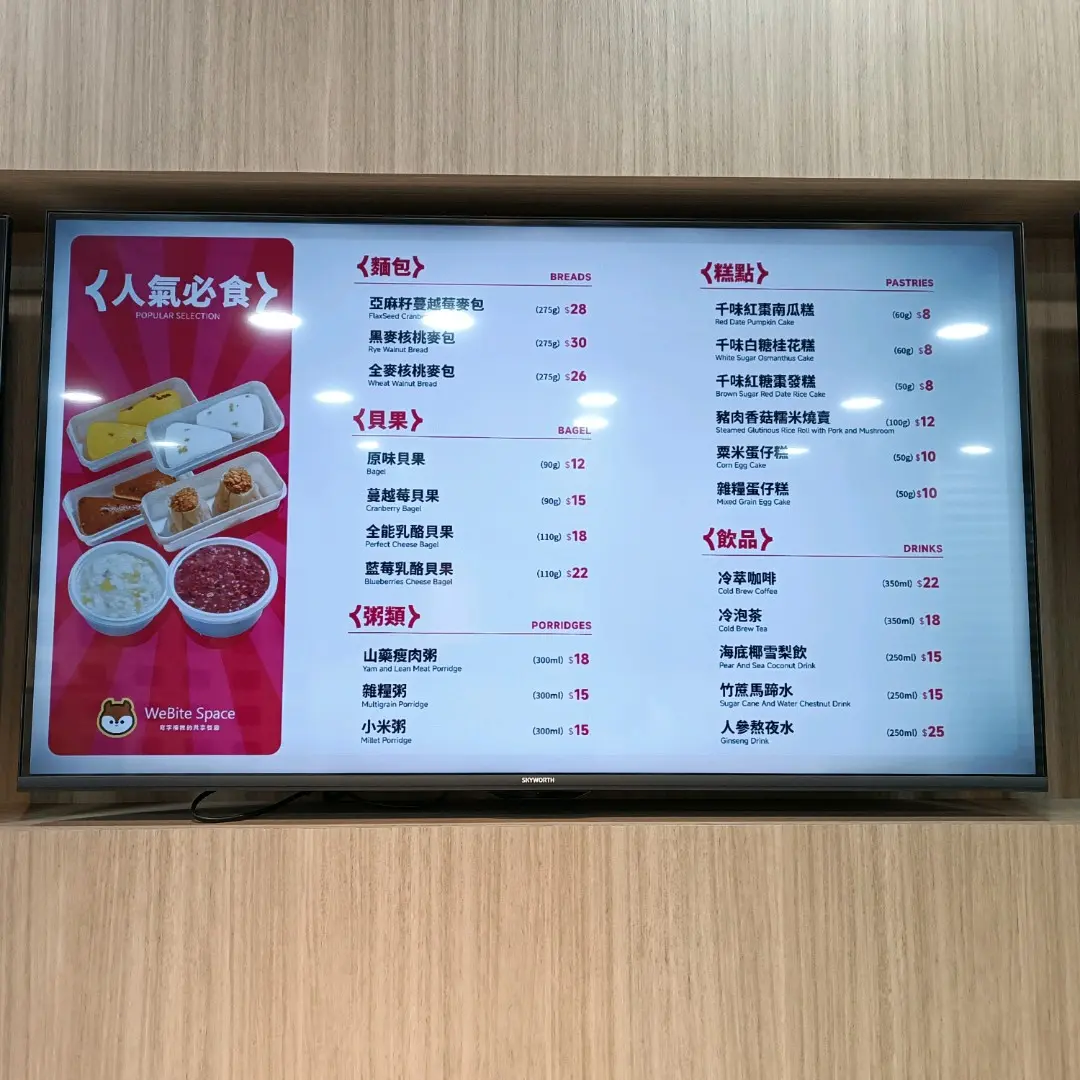 人氣必食
POPULAR SELECTION
WeBite Space
麵包
BREADS
亞麻籽蔓越莓麥包 (275g) $28
FlaxSeed
黑麥核桃麥包 (275g) $30
Rye Walnut Bread
全麥核桃麥包 (275g) $26
Wheat Walnut Bread
貝果
BAGEL
原味貝果 (90g) $12
Bagel
蔓越莓貝果 (90g) $15
Cranberry Bagel
全能乳酪貝果 (110g) $18
Perfect Cheese Bagel
藍莓乳酪貝果 (110g) $22
Blueberries Cheese Bagel
粥類
PORRIDGES
山藥瘦肉粥 (300ml) $18
Yam and Lean Meat Porridge
雜糧粥 (300ml) $15
Multigrain Porridge
小米粥 (300ml) $15
Millet Porridge
糕點
PASTRIES
千味紅棗南瓜糕 (60g) $8
Red Date Pumpkin Cake
千味白糖桂花糕 (60g) $8
White Sugar Osmanthus Cake
千味紅糖棗發糕 (50g) $8
Brown Sugar Red Date Rice Cake
豬肉香菇糯米燒賣 (100g) $12
Steamed Glutinous Rice Roll with Pork and Mushroom
粟米蛋仔糕 (50g) $10
Corn Egg Cake
雜糧蛋仔糕 (50g) $10
Mixed Grain Egg Cake
飲品
DRINKS
冷萃咖啡 (350ml) $22
Cold Brew Coffee
冷泡茶 (350ml) $18
Cold Brew Tea
海底椰雪梨飲 (250ml) $15
Pear And Sea Coconut Drink
竹蔗馬蹄水 (250ml) $15
Sugar Cane And Water Chestnut Drink
人參熬夜水 (250ml) $25
Ginseng Drink
SKYWORTH